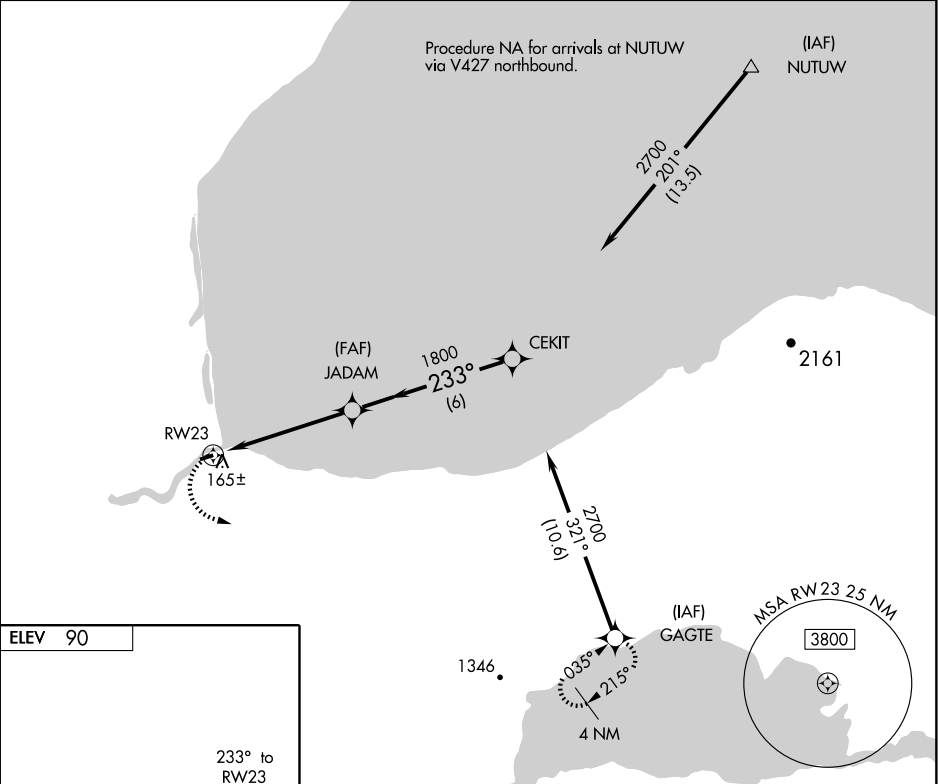 Procedure NA for arrivals at NUTUW
via V427 northbound.
(IAF)
NUTUW
2700
201°
(13.5)
CEKIT
(FAF)
JADAM
1800
233°
(6)
2161
RW23
165±
2700
321°
(10.6)
(IAF)
GAGTE
035°
215°
4 NM
1346
MSA RW 23 25 NM
3800
ELEV 90
233° to
RW23